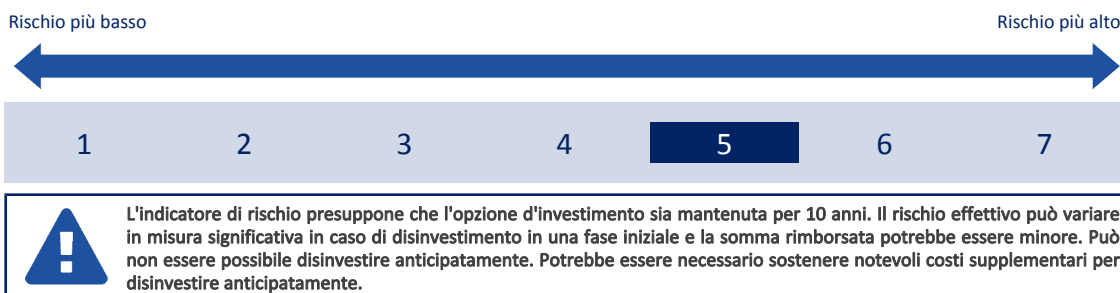 Rischio più basso
Rischio più alto
1 2 3 4 5 6 7
L'indicatore di rischio presuppone che l'opzione d'investimento sia mantenuta per 10 anni. Il rischio effettivo può variare
in misura significativa in caso di disinvestimento in una fase iniziale e la somma rimborsata potrebbe essere minore. Può
non essere possibile disinvestire anticipatamente. Potrebbe essere necessario sostenere notevoli costi supplementari per
disinvestire anticipatamente.